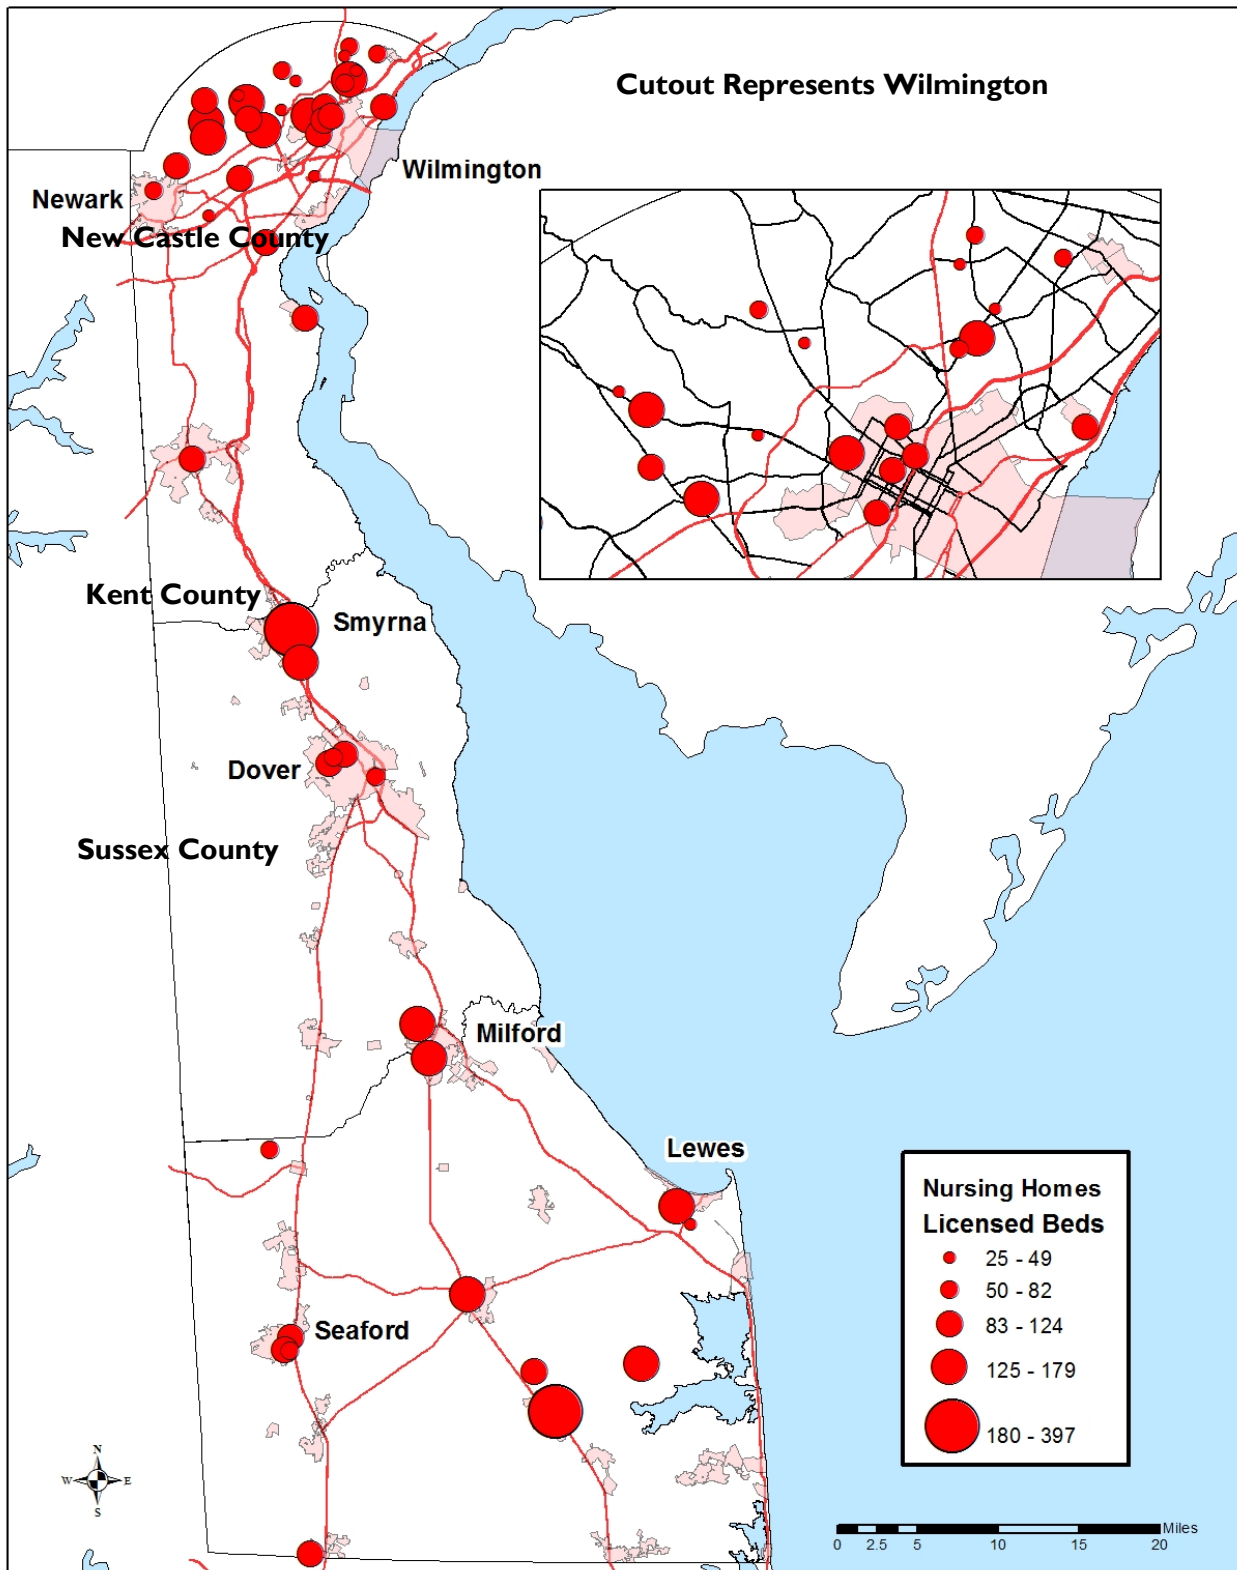 Cutout Represents Wilmington
Wilmington
Newark
New Castle County
Kent County
Smyrna
Dover
Sussex County
Milford
Lewes
Nursing Homes
Licensed Beds
25 - 49
50 - 82
83 - 124
125 - 179
180 - 397
Seaford
N
W E
S
Miles
0 2.5 5 10 15 20